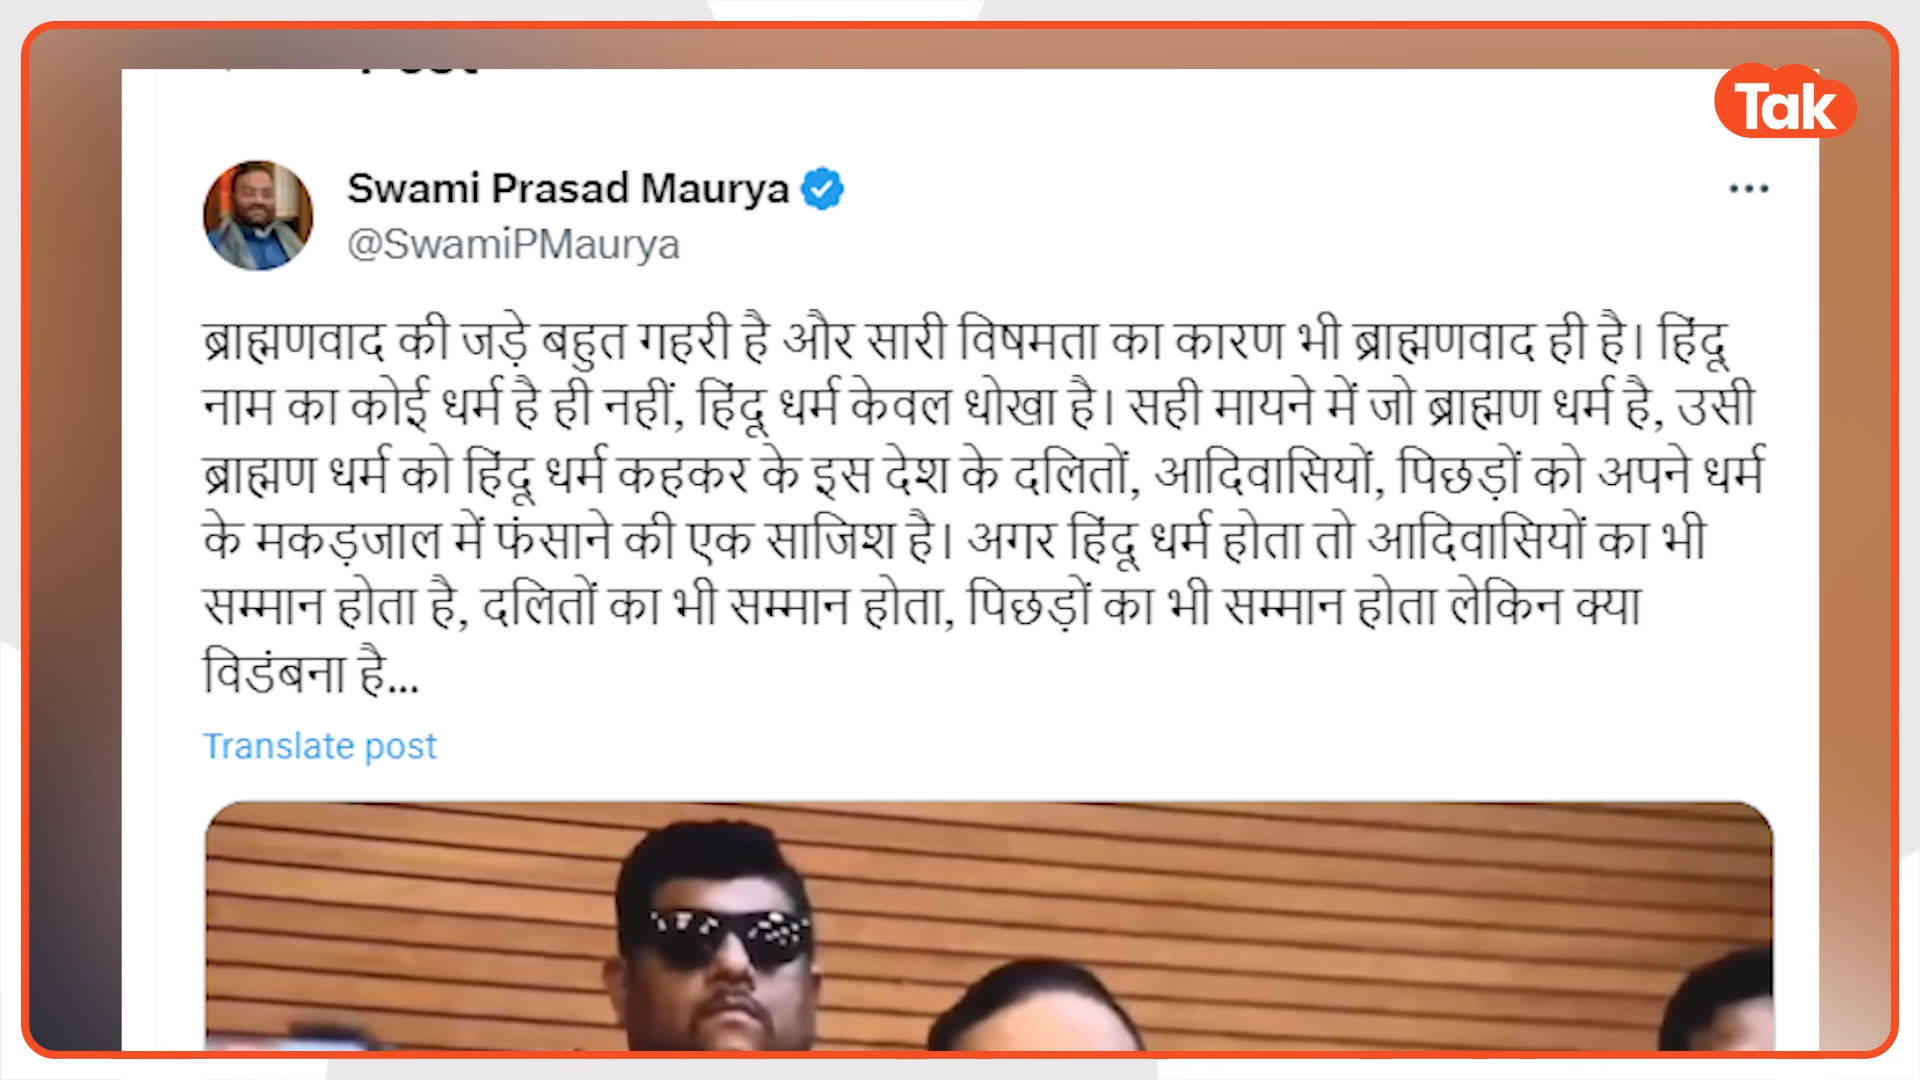 Tak
Swami Prasad Maurya
@SwamiPMaurya
ब्राह्मणवाद की जड़े बहुत गहरी है और सारी विषमता का कारण भी ब्राह्मणवाद ही है। हिंदू
नाम का कोई धर्म है ही नहीं, हिंदू धर्म केवल धोखा है। सही मायने में जो ब्राह्मण धर्म है, उसी
ब्राह्मण धर्म को हिंदू धर्म कहकर के इस देश के दलितों, आदिवासियों, पिछड़ों को अपने धर्म
के मकड़जाल में फंसाने की एक साजिश है। अगर हिंदू धर्म होता तो आदिवासियों का भी
सम्मान होता है, दलितों का भी सम्मान होता, पिछड़ों का भी सम्मान होता लेकिन क्या
विडंबना है...
Translate post